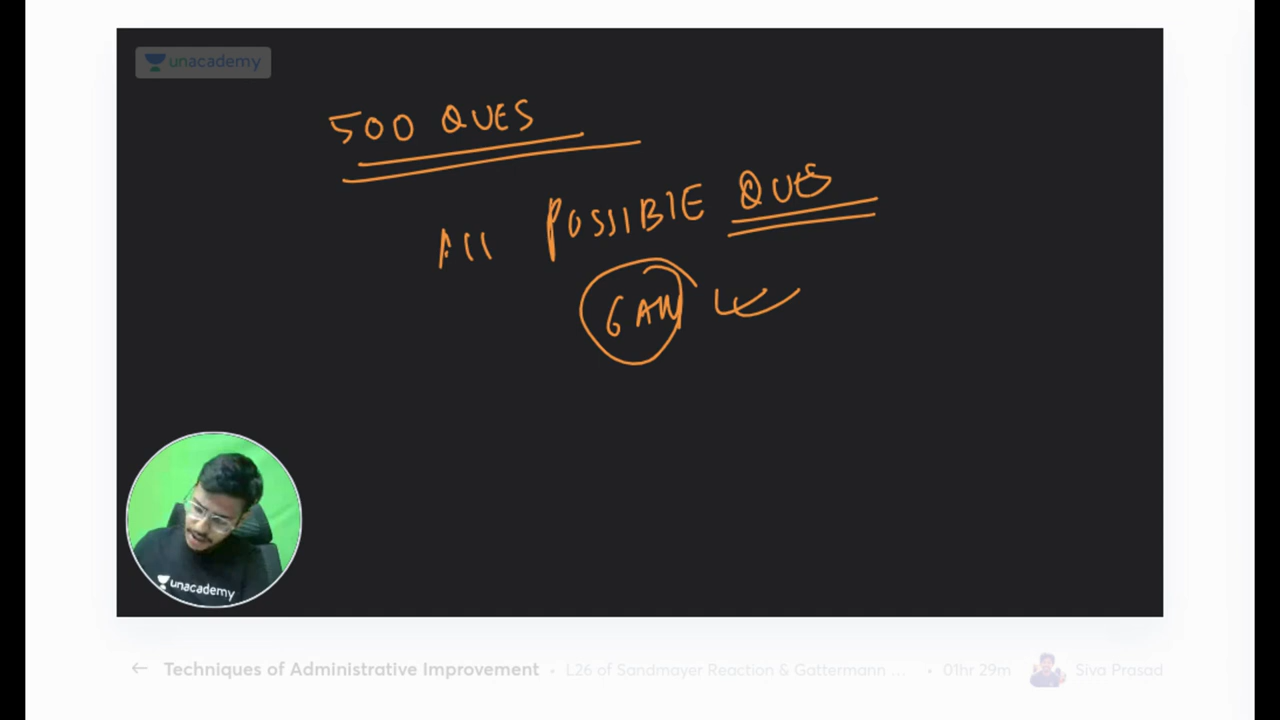 unacademy
500 QUES
All POSSIBLE QUES
unacademy
Techniques of Administrative Improvement • L26 of Sandmayer Reaction & Gattermann ... • 01hr 29m Siva Prasad